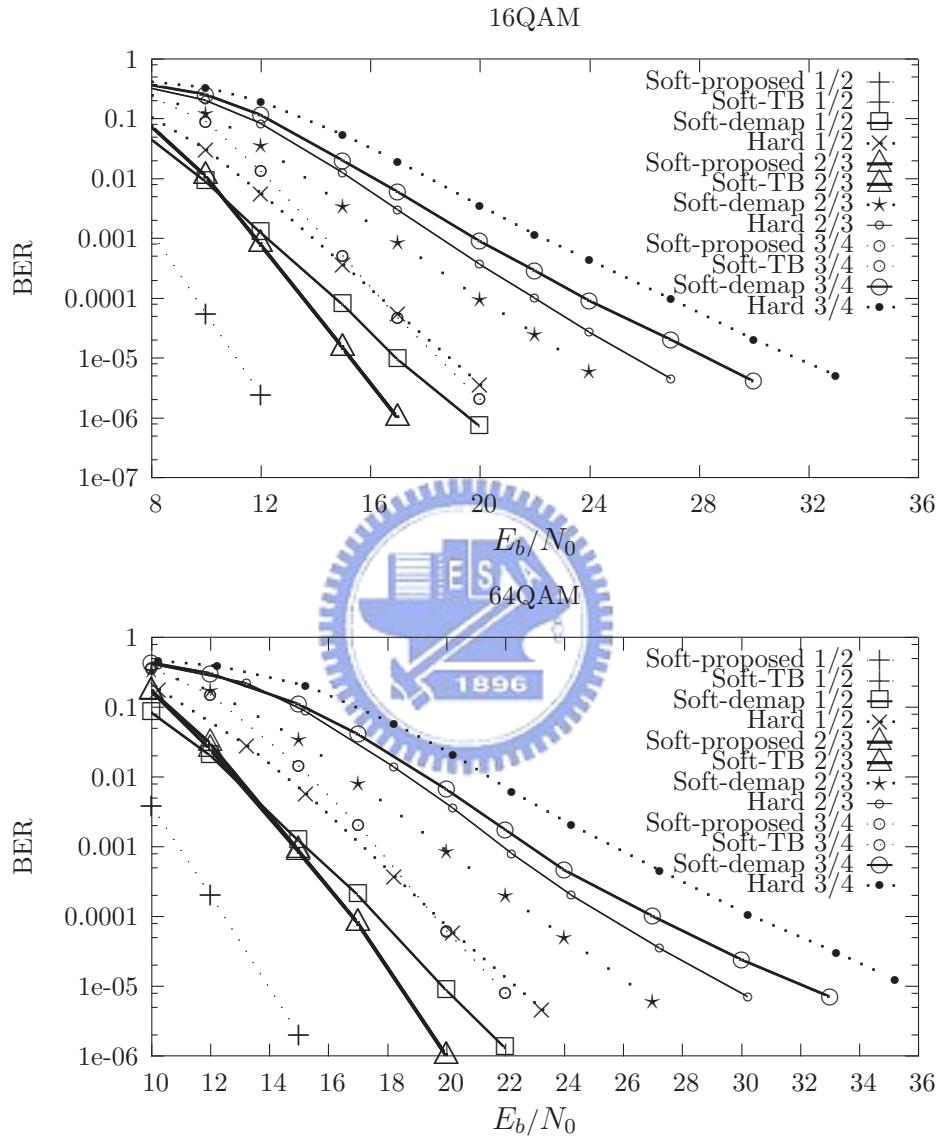 16QAM
1
0.1
0.01
0.001
0.0001
1e-05
1e-06
1e-07
BER
Soft-proposed 1/2
Soft-TB 1/2
Soft-demap 1/2
Hard 1/2
Soft-proposed 2/3
Soft-TB 2/3
Soft-demap 2/3
Hard 2/3
Soft-proposed 3/4
Soft-TB 3/4
Soft-demap 3/4
Hard 3/4
8 12 16 20 24 28 32 36
E_b/N_0
E S
A
1896
64QAM
1
0.1
0.01
0.001
0.0001
1e-05
1e-06
BER
Soft-proposed 1/2
Soft-TB 1/2
Soft-demap 1/2
Hard 1/2
Soft-proposed 2/3
Soft-TB 2/3
Soft-demap 2/3
Hard 2/3
Soft-proposed 3/4
Soft-TB 3/4
Soft-demap 3/4
Hard 3/4
10 12 14 16 18 20 22 24 26 28 30 32 34 36
E_b/N_0